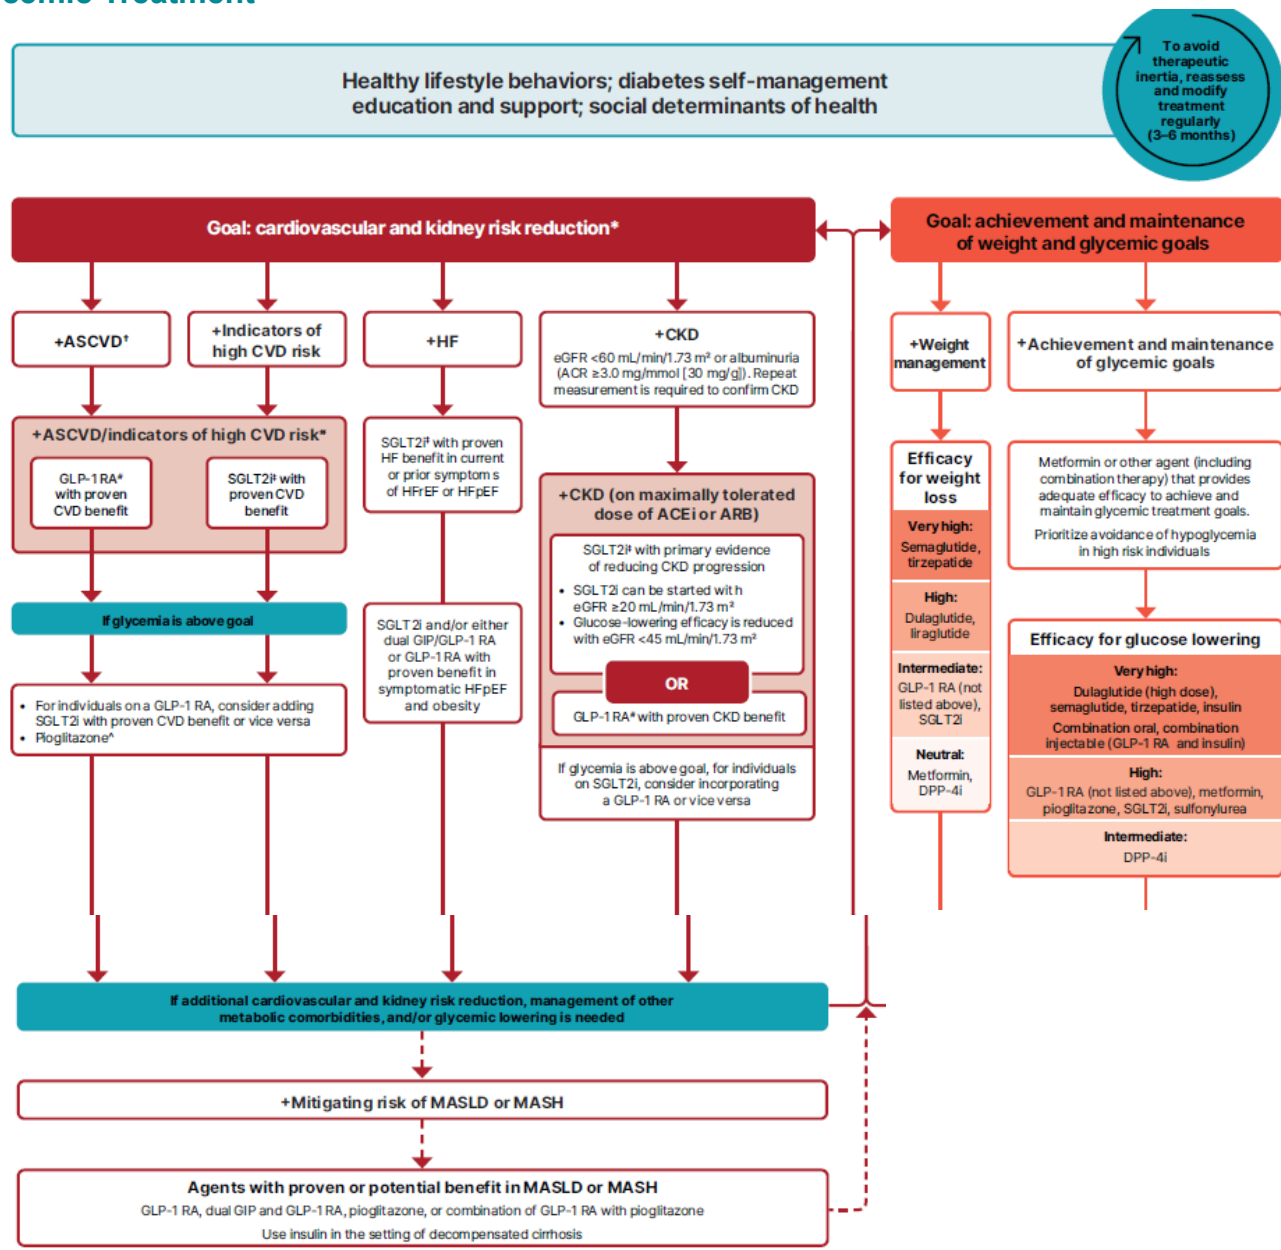 Treatment
Healthy lifestyle behaviors; diabetes self-management
education and support; social determinants of health
To avoid
therapeutic
inertia, reassess
and modify
treatment
regularly
(3–6 months)
Goal: cardiovascular and kidney risk reduction*
Goal: achievement and maintenance
of weight and glycemic goals
+ASCVD†
+Indicators of
high CVD risk
+HF
+CKD
eGFR <60 mL/min/1.73 m² or albuminuria
(ACR ≥3.0 mg/mmol [30 mg/g]). Repeat
measurement is required to confirm CKD
+Weight
management
+Achievement and maintenance
of glycemic goals
+ASCVD/indicators of high CVD risk*
GLP-1 RA#
with proven
CVD benefit
SGLT2i‡ with
proven CVD
benefit
SGLT2i‡ with proven
HF benefit in current
or prior symptoms
of HFrEF or HFpEF
+CKD (on maximally tolerated
dose of ACEi or ARB)
SGLT2i‡ with primary evidence
of reducing CKD progression
• SGLT2i can be started with
eGFR ≥20 mL/min/1.73 m²
• Glucose-lowering efficacy is reduced
with eGFR <45 mL/min/1.73 m²
OR
GLP-1 RA# with proven CKD benefit
If glycemia is above goal, for individuals
on SGLT2i, consider incorporating
a GLP-1 RA or vice versa
If glycemia is above goal
• For individuals on a GLP-1 RA, consider adding
SGLT2i with proven CVD benefit or vice versa
• Pioglitazone^
SGLT2i and/or either
dual GIP/GLP-1 RA
or GLP-1 RA with
proven benefit in
symptomatic HFpEF
and obesity
Efficacy
for weight
loss
Very high:
Semaglutide,
tirzepatide
High:
Dulaglutide,
liraglutide
Intermediate:
GLP-1 RA (not
listed above),
SGLT2i
Neutral:
Metformin,
DPP-4i
Metformin or other agent (including
combination therapy) that provides
adequate efficacy to achieve and
maintain glycemic treatment goals.
Prioritize avoidance of hypoglycemia
in high risk individuals
Efficacy for glucose lowering
Very high:
Dulaglutide (high dose),
semaglutide, tirzepatide, insulin
Combination oral, combination
injectable (GLP-1 RA and insulin)
High:
GLP-1 RA (not listed above), metformin,
pioglitazone, SGLT2i, sulfonylurea
Intermediate:
DPP-4i
If additional cardiovascular and kidney risk reduction, management of other
metabolic comorbidities, and/or glycemic lowering is needed
+Mitigating risk of MASLD or MASH
Agents with proven or potential benefit in MASLD or MASH
GLP-1 RA, dual GIP and GLP-1 RA, pioglitazone, or combination of GLP-1 RA with pioglitazone
Use insulin in the setting of decompensated cirrhosis